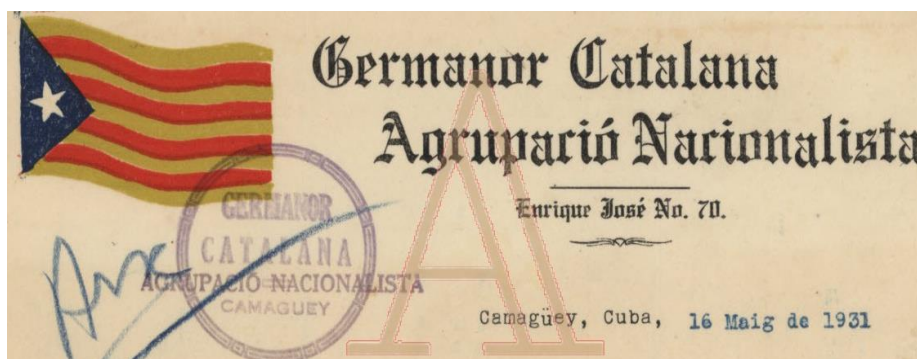 Germanor Catalana
Agrupació Nacionalista
Enrique José No. 70.
GERMANOR
CATALANA
AGRUPACIÓ NACIONALISTA
CAMAGUEY
Camagüey, Cuba, 16 Maig de 1931
A